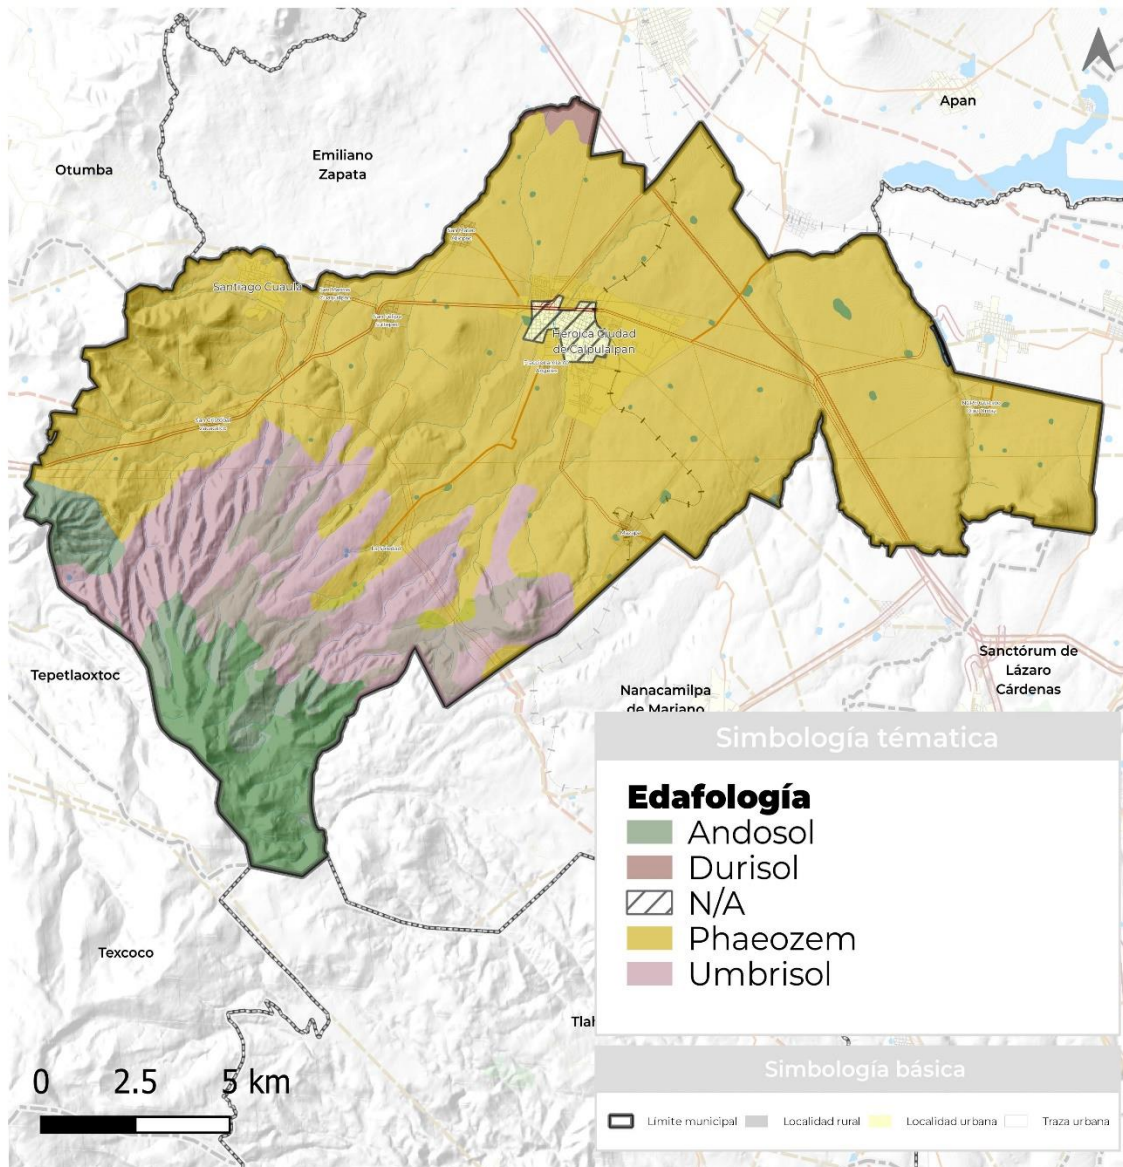 Apan
Otumba
Emiliano
Zapata
Santiago Cuaula
Heroica Ciudad
de Calpulalpan
Tepetlaoxtoc
Sanctórum de
Lázaro
Cárdenas
Nanacamilpa
de Mariano
Texcoco
Simbología témática
Edafología
Andosol
Durisol
N/A
Phaeozem
Umbrisol
Simbología básica
Límite municipal
Localidad rural
Localidad urbana
Traza urbana
0 2.5 5 km